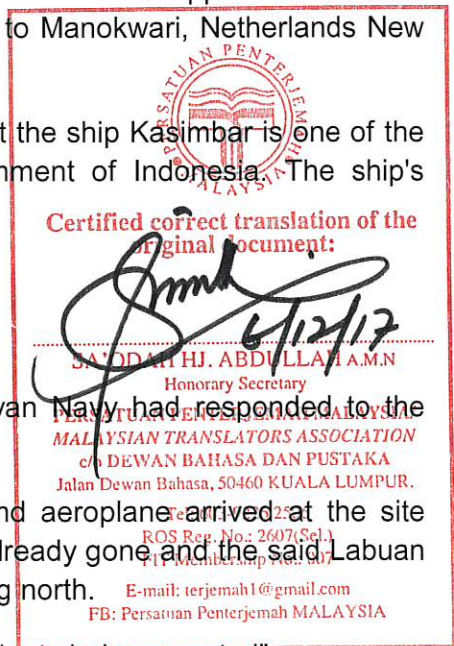 to Manokwari, Netherlands New
PERSATUAN PENTERJEMAH
MALAYSIA
t the ship Kasimbar is one of the
nment of Indonesia. The ship's
Certified correct translation of the
original document:
6/12/17
SA'ODAH HJ. ABDULLAH A.M.N
Honorary Secretary
yan Navy had responded to the
PERSATUAN PENTERJEMAH MALAYSIA
MALAYSIAN TRANSLATORS ASSOCIATION
c/o DEWAN BAHASA DAN PUSTAKA
Jalan Dewan Bahasa, 50460 KUALA LUMPUR.
nd aeroplane arrived at the site
ROS Reg. No.: 2607(Sel.)
lready gone and the said Labuan
FIT Membership No.:
g north.
E-mail: terjemah1@gmail.com
FB: Persatuan Penterjemah MALAYSIA